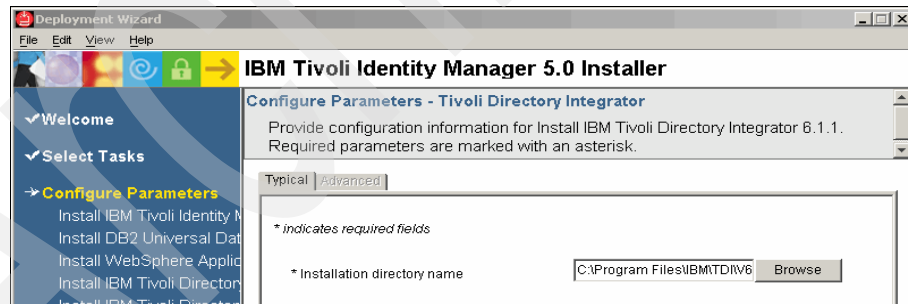 Deployment Wizard
File Edit View Help
IBM Tivoli Identity Manager 5.0 Installer
✓Welcome
✓Select Tasks
Configure Parameters
Install IBM Tivoli Identity
Install DB2 Universal Dat
Install WebSphere Applic
Install IBM Tivoli Director
Configure Parameters - Tivoli Directory Integrator
Provide configuration information for Install IBM Tivoli Directory Integrator 6.1.1.
Required parameters are marked with an asterisk.
Typical Advanced
* indicates required fields
* Installation directory name C:\Program Files\IBM\TDI\V6 Browse